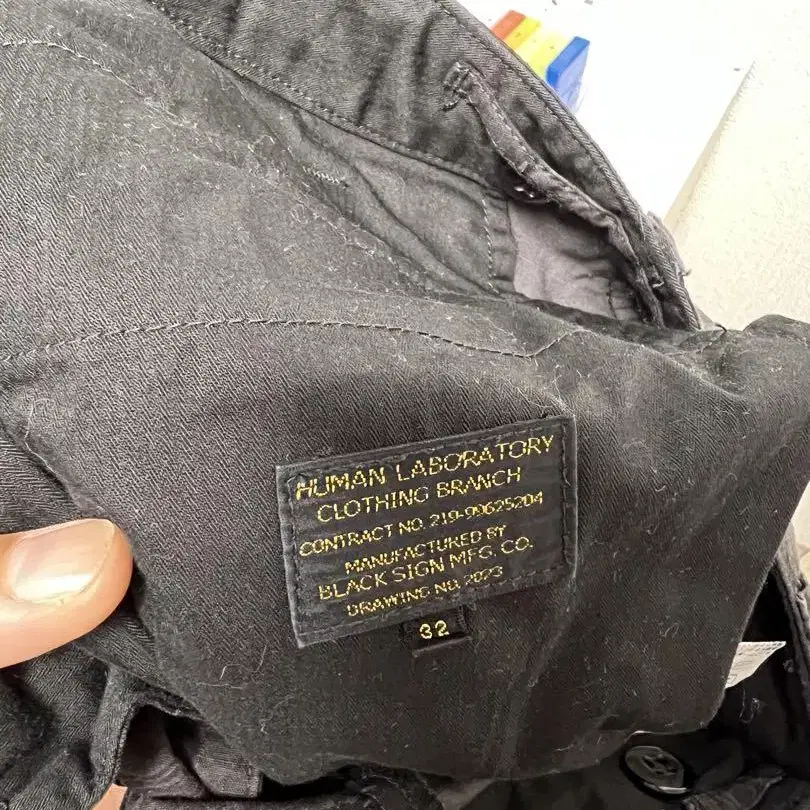 HUMAN LABORATORY
CLOTHING BRANCH
CONTRACT NO. 219-99625204
MANUFACTURED BY
BLACK SIGN MFG. CO.
DRAWING NO. 2023
32